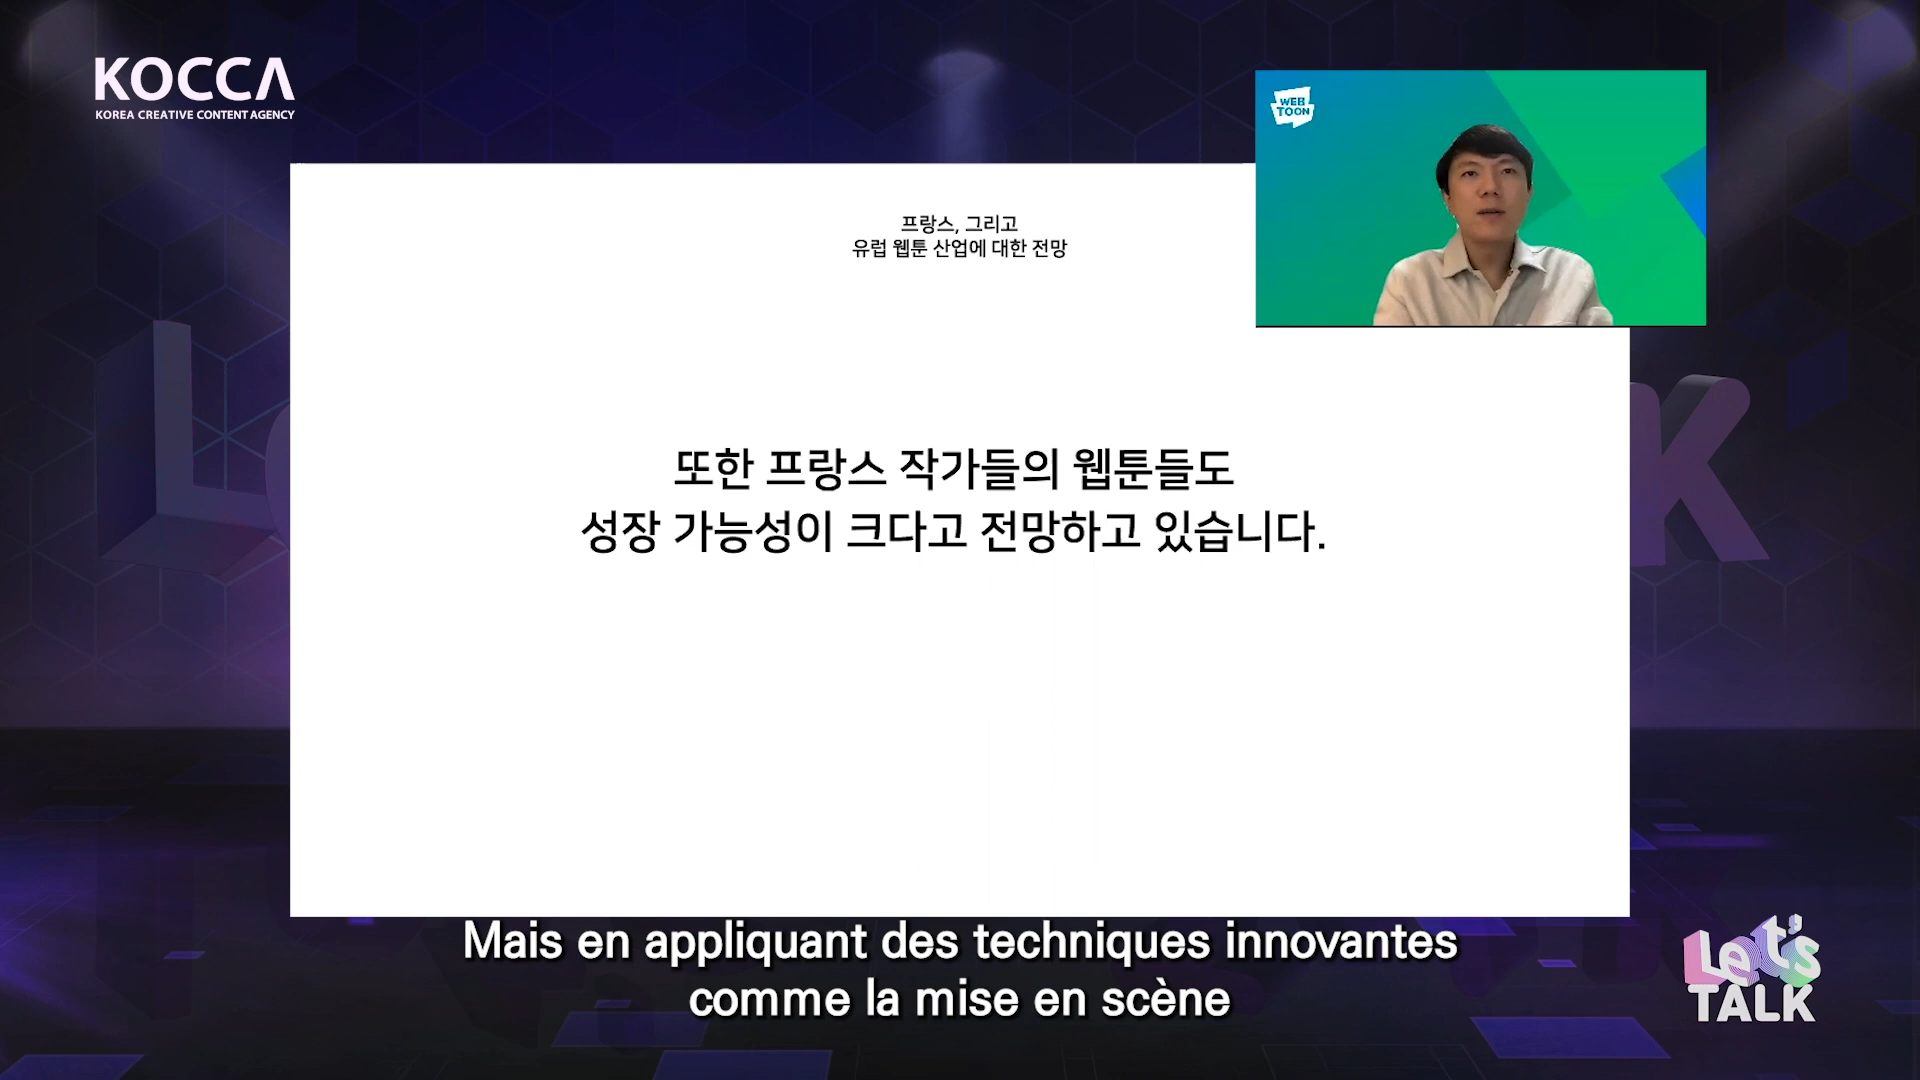 KOCCA
KOREA CREATIVE CONTENT AGENCY
WEB
TOON
프랑스, 그리고
유럽 웹툰 산업에 대한 전망
또한 프랑스 작가들의 웹툰들도
성장 가능성이 크다고 전망하고 있습니다.
Mais en appliquant des techniques innovantes
comme la mise en scène
Let's
TALK